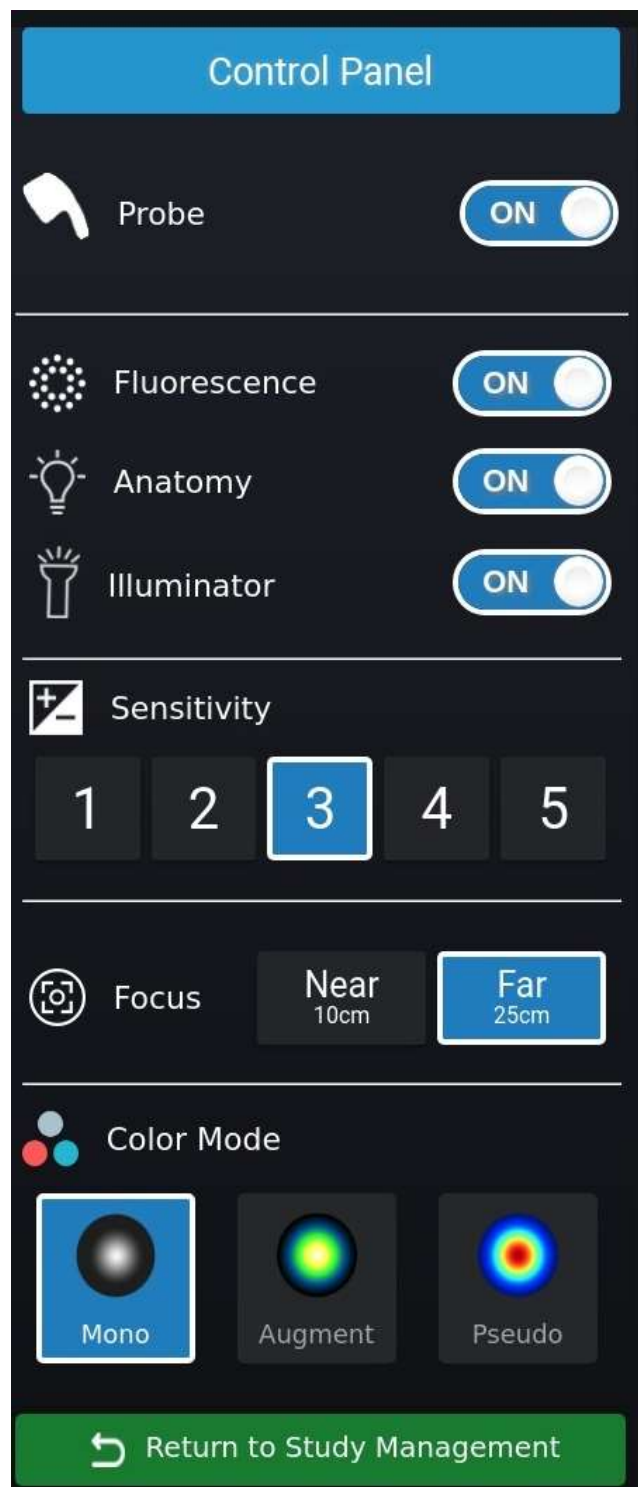 Control Panel
Probe ON
Fluorescence ON
Anatomy ON
Illuminator ON
Sensitivity
1 2 3 4 5
Focus
Near Far
10cm 25cm
Color Mode
Mono Augment Pseudo
Return to Study Management